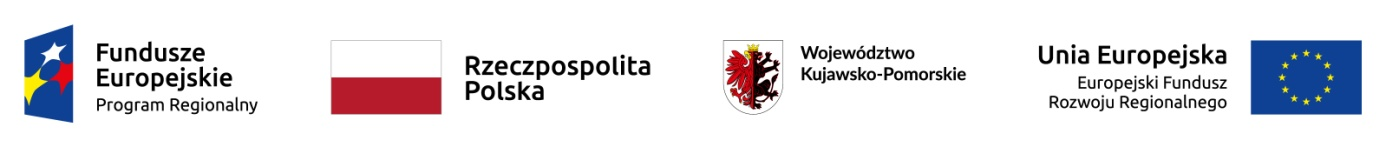 Fundusze
Europejskie
Program Regionalny
Rzeczpospolita
Polska
Województwo
Kujawsko-Pomorskie
Unia Europejska
Europejski Fundusz
Rozwoju Regionalnego